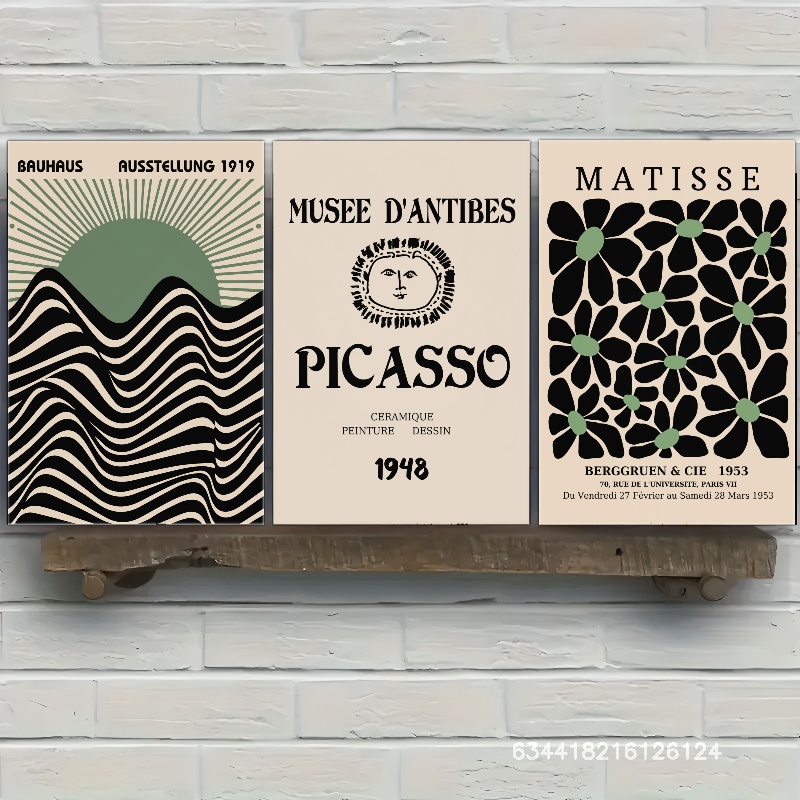 BAUHAUS AUSSTELLUNG 1919
MUSEE D'ANTIBES
PICASSO
CERAMIQUE
PEINTURE DESSIN
1948
MATISSE
BERGGRUEN & CIE 1953
70, RUE DE L'UNIVERSITE, PARIS VII
Du Vendredi 27 Février au Samedi 28 Mars 1953
634418216126124